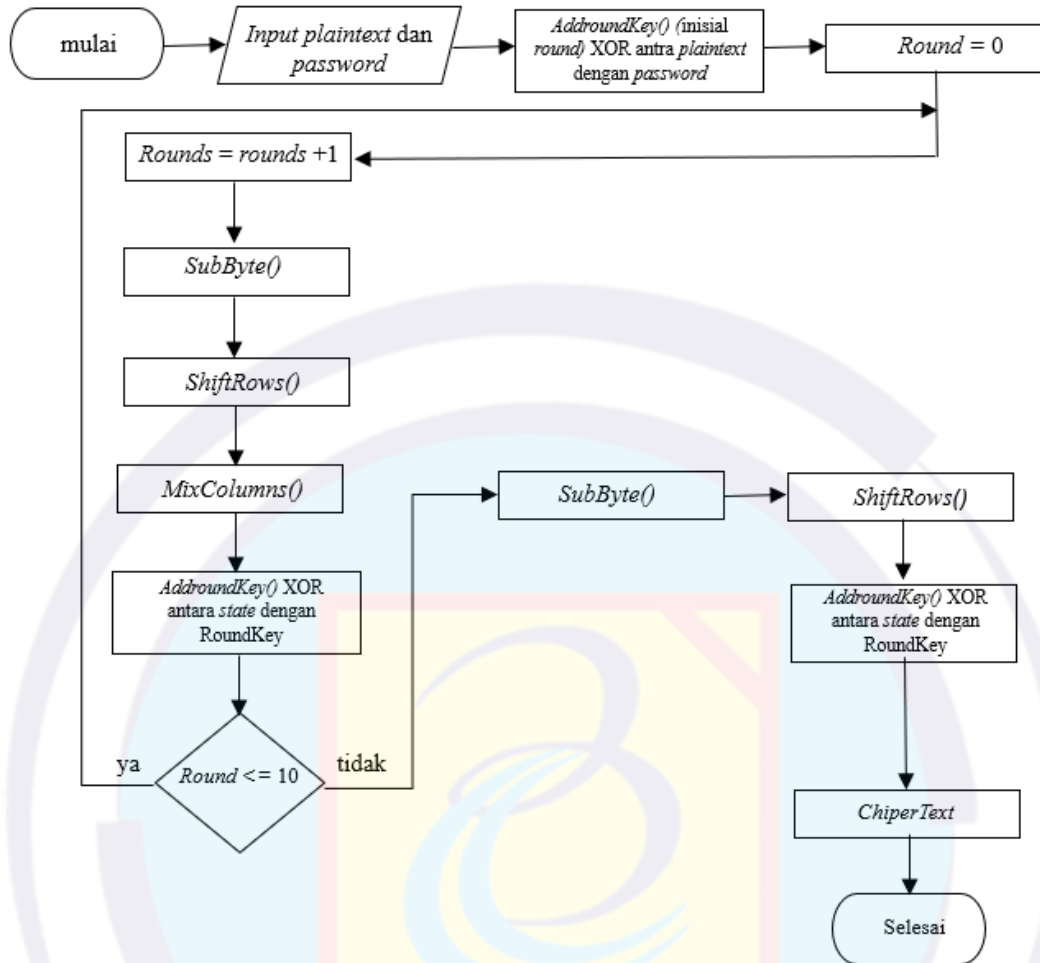 mulai
Input plaintext dan
password
AddroundKey() (inisial
round) XOR antra plaintext
dengan password
Round = 0
Rounds = rounds +1
SubByte()
ShiftRows()
MixColumns()
AddroundKey() XOR
antara state dengan
RoundKey
Round <= 10
ya
tidak
SubByte()
ShiftRows()
AddroundKey() XOR
antara state dengan
RoundKey
ChiperText
Selesai